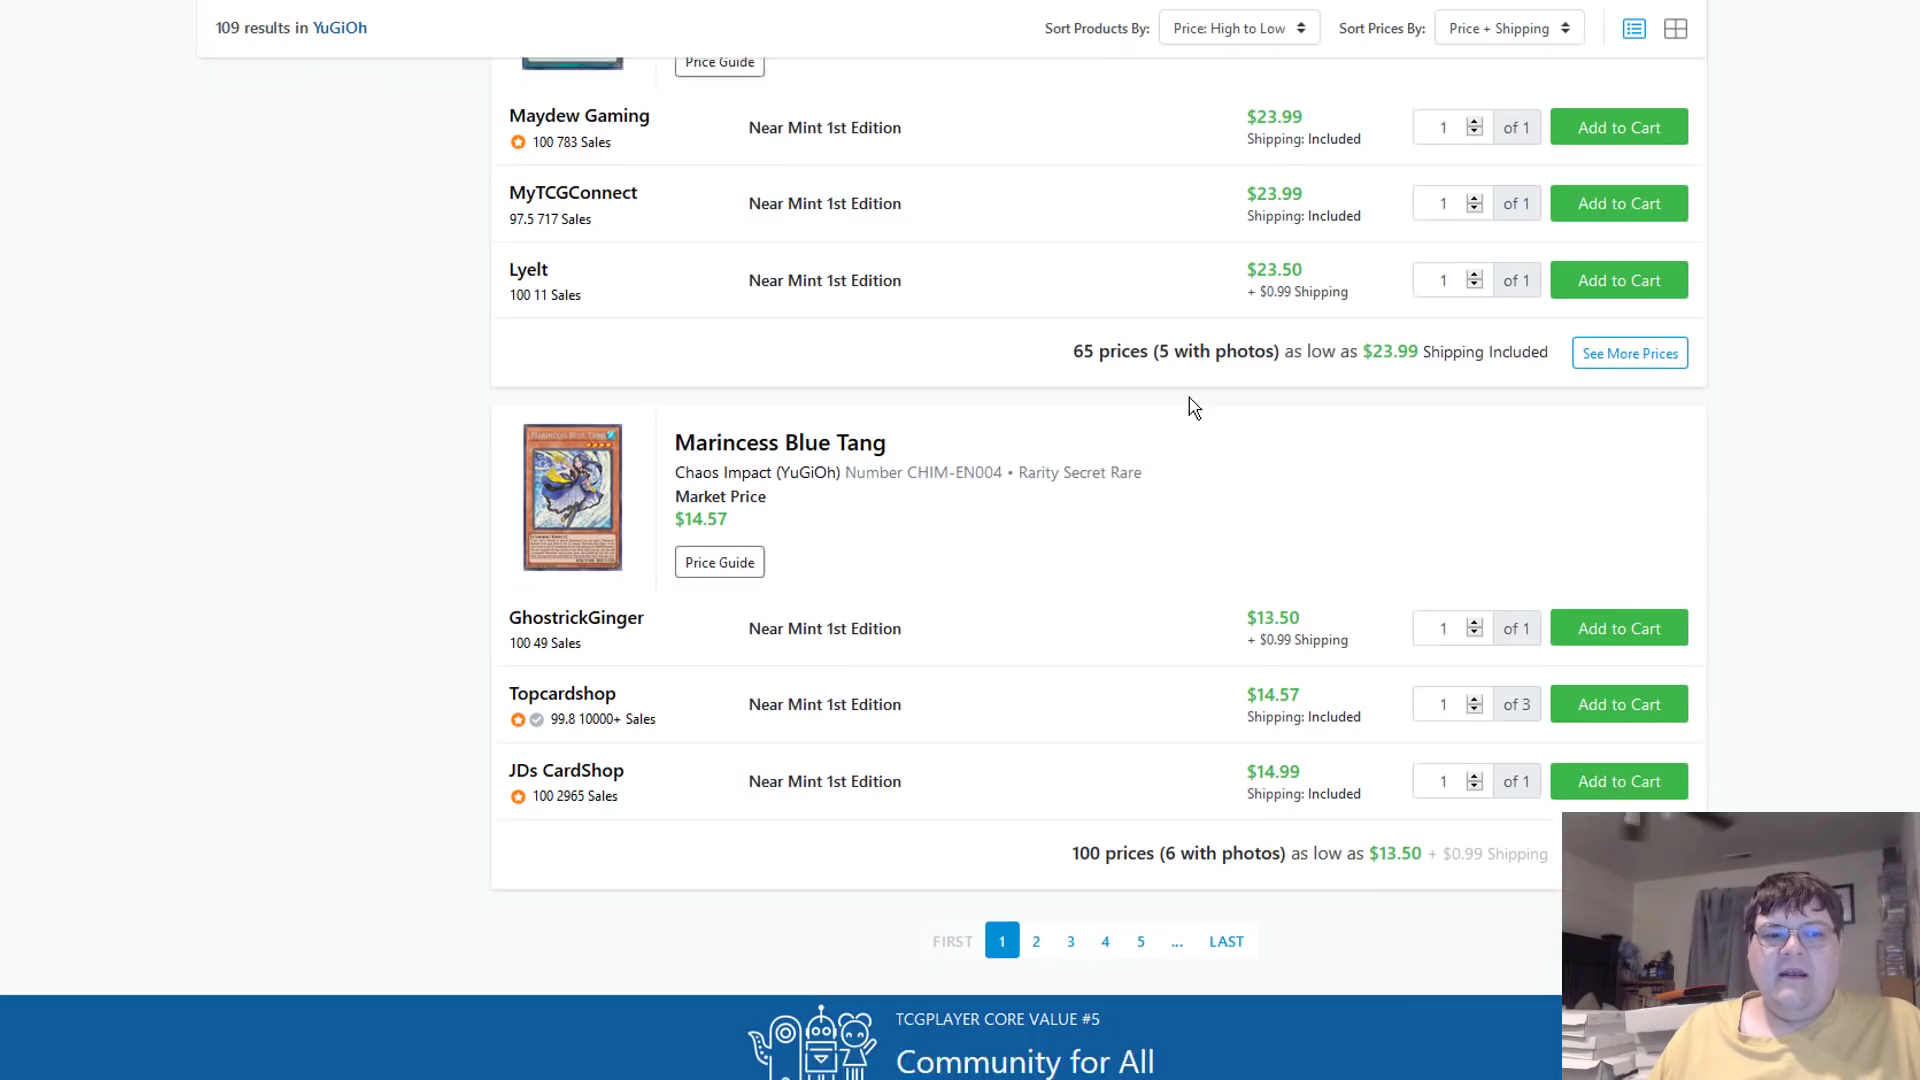 109 results in YuGiOh
Sort Products By: Price: High to Low Sort Prices By: Price + Shipping
Price Guide
Maydew Gaming
100 783 Sales
Near Mint 1st Edition
$23.99
Shipping: Included
1 of 1 Add to Cart
MyTCGConnect
97.5 717 Sales
Near Mint 1st Edition
$23.99
Shipping: Included
1 of 1 Add to Cart
Lyelt
100 11 Sales
Near Mint 1st Edition
$23.50
+ $0.99 Shipping
1 of 1 Add to Cart
65 prices (5 with photos) as low as $23.99 Shipping Included See More Prices
MARINCESS BLUE TANG
Marincess Blue Tang
Chaos Impact (YuGiOh) Number CHIM-EN004 • Rarity Secret Rare
Market Price
$14.57
Price Guide
GhostrickGinger
100 49 Sales
Near Mint 1st Edition
$13.50
+ $0.99 Shipping
1 of 1 Add to Cart
Topcardshop
99.8 10000+ Sales
Near Mint 1st Edition
$14.57
Shipping: Included
1 of 3 Add to Cart
JDs CardShop
100 2965 Sales
Near Mint 1st Edition
$14.99
Shipping: Included
1 of 1 Add to Cart
100 prices (6 with photos) as low as $13.50 + $0.99 Shipping
FIRST 1 2 3 4 5 ... LAST
TCGPLAYER CORE VALUE #5
Community for All